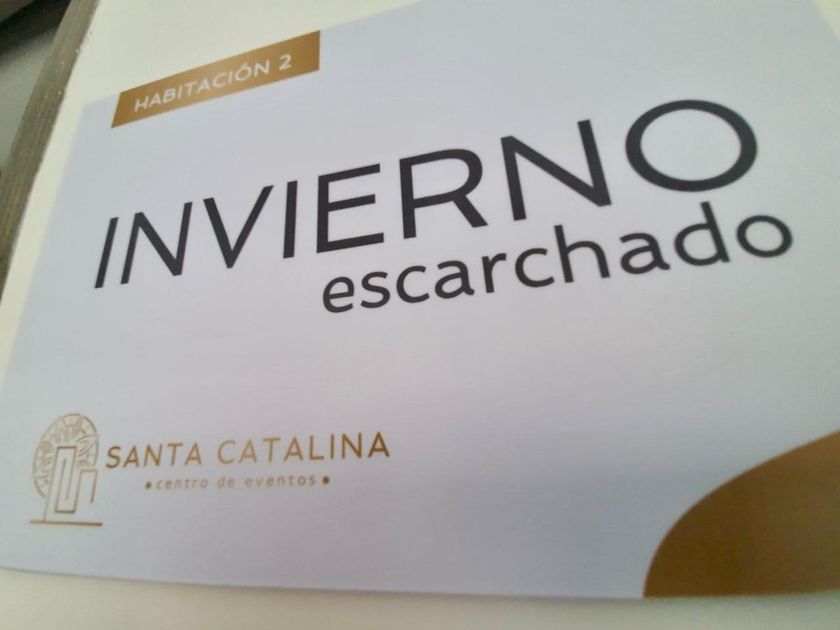 HABITACIÓN 2
INVIERNO
escarchado
SANTA CATALINA
•centro de eventos•